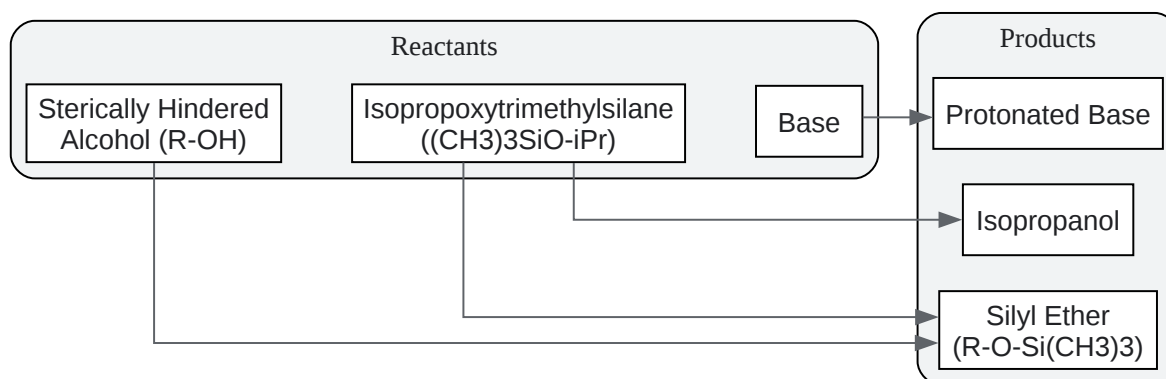 Reactants
Products
Sterically Hindered
Alcohol (R-OH)
Isopropoxytrimethylsilane
((CH3)3SiO-iPr)
Base
Protonated Base
Isopropanol
Silyl Ether
(R-O-Si(CH3)3)